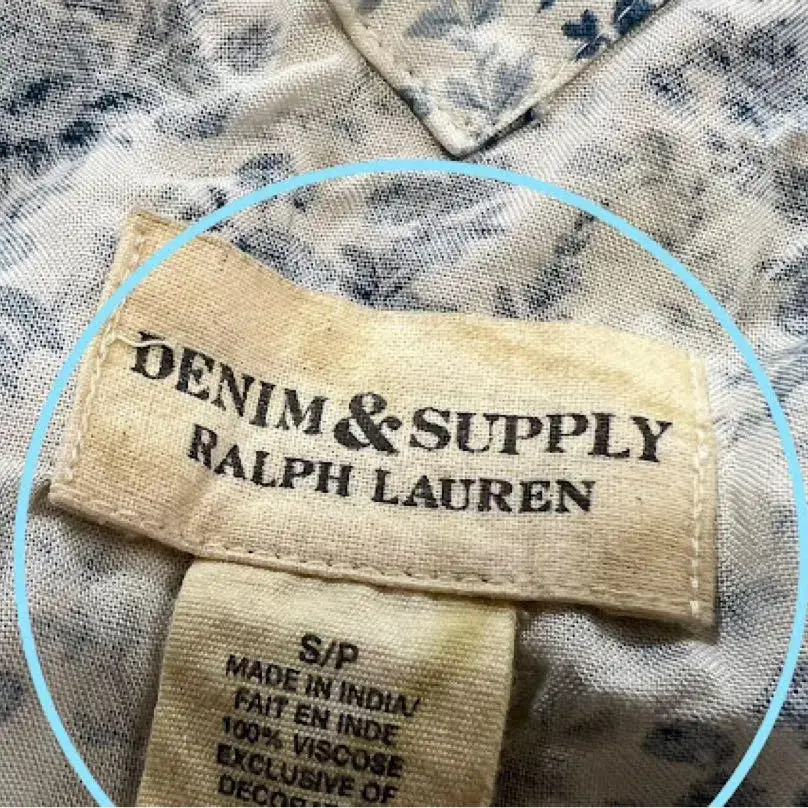 DENIM & SUPPLY
RALPH LAUREN
S/P
MADE IN INDIA/
FAIT EN INDE
100% VISCOSE
EXCLUSIVE OF